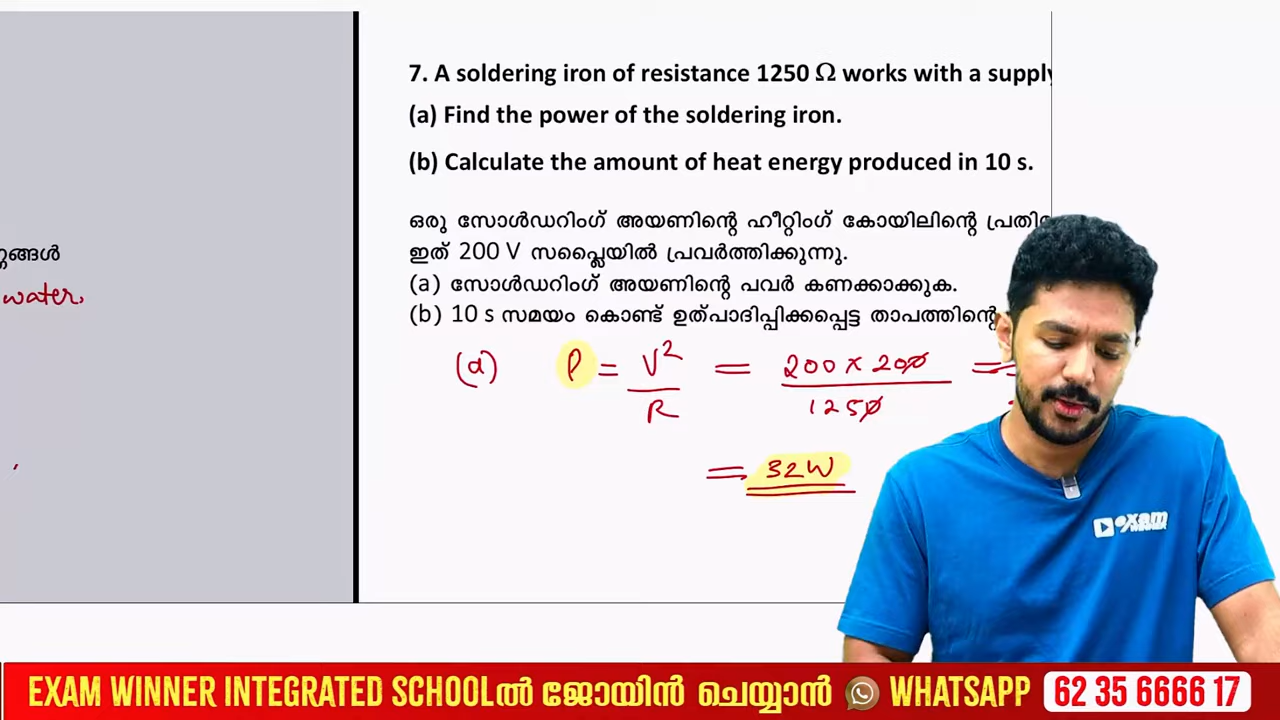 7. A soldering iron of resistance 1250 Ω works with a supply
(a) Find the power of the soldering iron.
(b) Calculate the amount of heat energy produced in 10 s.
ഒരു സോൾഡറിംഗ് അയണിന്റെ ഹീറ്റിംഗ് കോയിലിന്റെ
ഇത് 200 V സപ്ലൈയിൽ പ്രവർത്തിക്കുന്നു.
(a) സോൾഡറിംഗ് അയണിന്റെ പവർ കണക്കാക്കുക.
(b) 10 s സമയം കൊണ്ട് ഉത്പാദിപ്പിക്കപ്പെട്ട താപത്തിന്റെ
water.
(a) P = V² / R = 200 x 200 / 1250 =
= 32W
exam
EXAM WINNER INTEGRATED SCHOOLൽ ജോയിൻ ചെയ്യാൻ WHATSAPP 62 35 6666 17